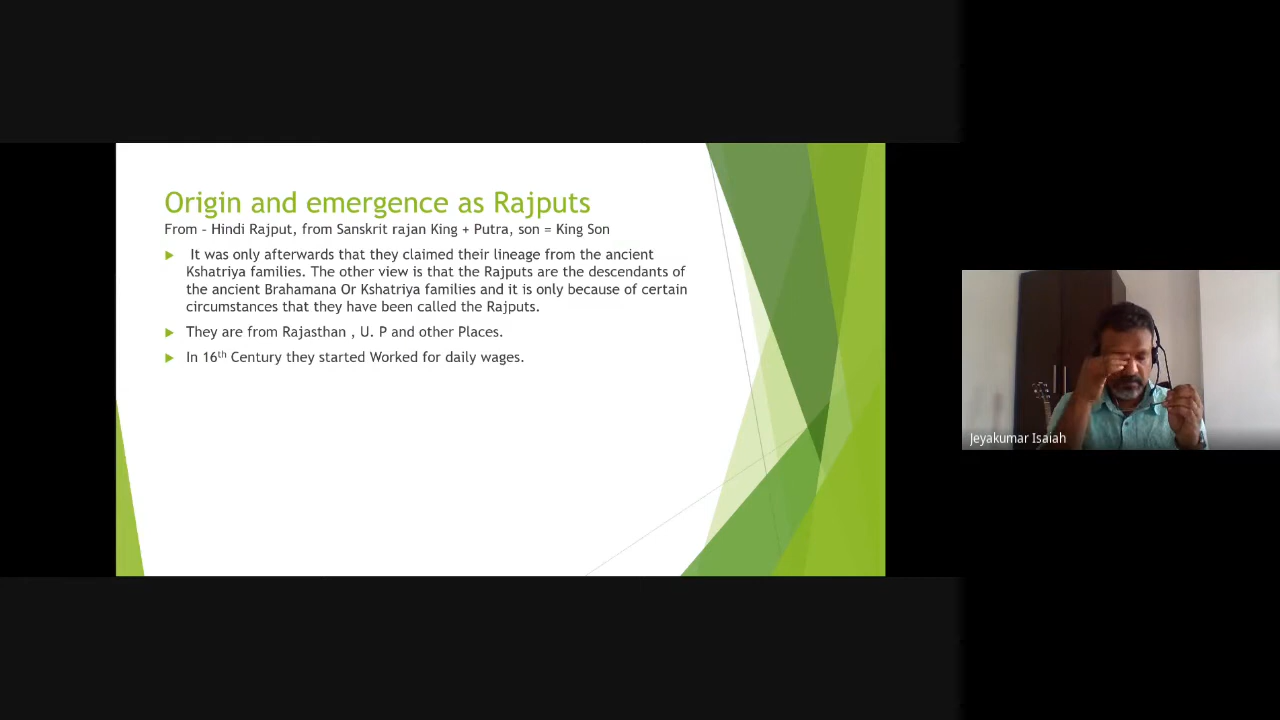 Origin and emergence as Rajputs
From – Hindi Rajput, from Sanskrit rajan King + Putra, son = King Son
It was only afterwards that they claimed their lineage from the ancient
Kshatriya families. The other view is that the Rajputs are the descendants of
the ancient Brahamana Or Kshatriya families and it is only because of certain
circumstances that they have been called the Rajputs.
They are from Rajasthan , U. P and other Places.
In 16th Century they started Worked for daily wages.
Jeyakumar Isaiah